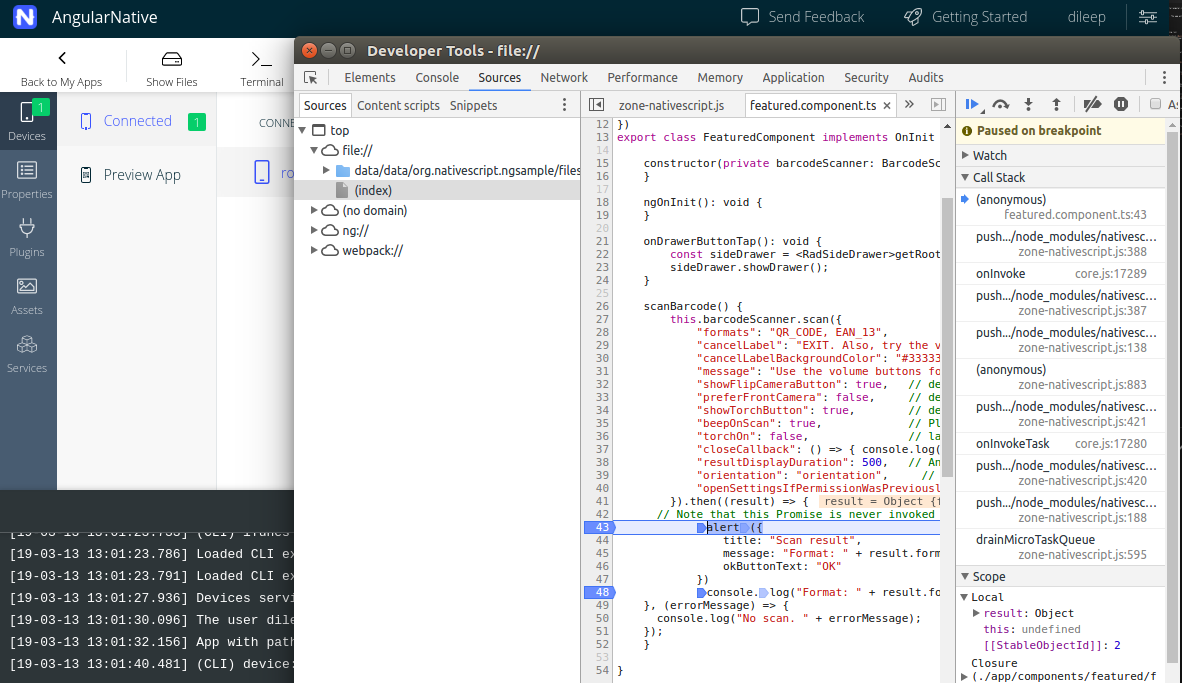 AngularNative
Send Feedback
Getting Started
dileep
Back to My Apps
Show Files
Terminal
Devices
1
Properties
Plugins
Assets
Services
Connected
1
Preview App
CONNE
ro
[19-03-13 13:01:23.786] Loaded CLI ex
[19-03-13 13:01:23.791] Loaded CLI ex
[19-03-13 13:01:27.936] Devices servi
[19-03-13 13:01:30.096] The user dile
[19-03-13 13:01:32.156] App with path
[19-03-13 13:01:40.481] (CLI) device:
Developer Tools - file://
Elements Console Sources Network Performance Memory Application Security Audits
Sources Content scripts Snippets
top
file://
data/data/org.nativescript.ngsample/files
(index)
(no domain)
ng://
webpack://
zone-nativescript.js
featured.component.ts ×
»
12 })
13 export class FeaturedComponent implements OnInit
14
15 constructor(private barcodeScanner: BarcodeSc
16 }
17
18 ngOnInit(): void {
19 }
20
21 onDrawerButtonTap(): void {
22 const sideDrawer = <RadSideDrawer>getRoot
23 sideDrawer.showDrawer();
24 }
25
26 scanBarcode() {
27 this.barcodeScanner.scan({
28 "formats": "QR_CODE, EAN_13",
29 "cancelLabel": "EXIT. Also, try the v
30 "cancelLabelBackgroundColor": "#33333
31 "message": "Use the volume buttons fo
32 "showFlipCameraButton": true, // de
33 "preferFrontCamera": false, // de
34 "showTorchButton": true, // de
35 "beepOnScan": true, // Pl
36 "torchOn": false, // la
37 "closeCallback": () => { console.log(
38 "resultDisplayDuration": 500, // An
39 "orientation": "orientation", //
40 "openSettingsIfPermissionWasPreviousl
41 }).then((result) => { result = Object {f
42 // Note that this Promise is never invoked
43 alert ({
44 title: "Scan result",
45 message: "Format: " + result.form
46 okButtonText: "OK"
47 })
48 console.log("Format: " + result.fo
49 }, (errorMessage) => {
50 console.log("No scan. " + errorMessage);
51 });
52 }
53
54 }
As
Paused on breakpoint
Watch
Call Stack
(anonymous)
featured.component.ts:43
push.../node_modules/nativesc...
zone-nativescript.js:388
onInvoke core.js:17289
push.../node_modules/nativesc...
zone-nativescript.js:387
push.../node_modules/nativesc...
zone-nativescript.js:138
(anonymous)
zone-nativescript.js:883
push.../node_modules/nativesc...
zone-nativescript.js:421
onInvokeTask core.js:17280
push.../node_modules/nativesc...
zone-nativescript.js:420
push.../node_modules/nativesc...
zone-nativescript.js:188
drainMicroTaskQueue
zone-nativescript.js:595
Scope
Local
result: Object
this: undefined
[[StableObjectId]]: 2
Closure
(./app/components/featured/f